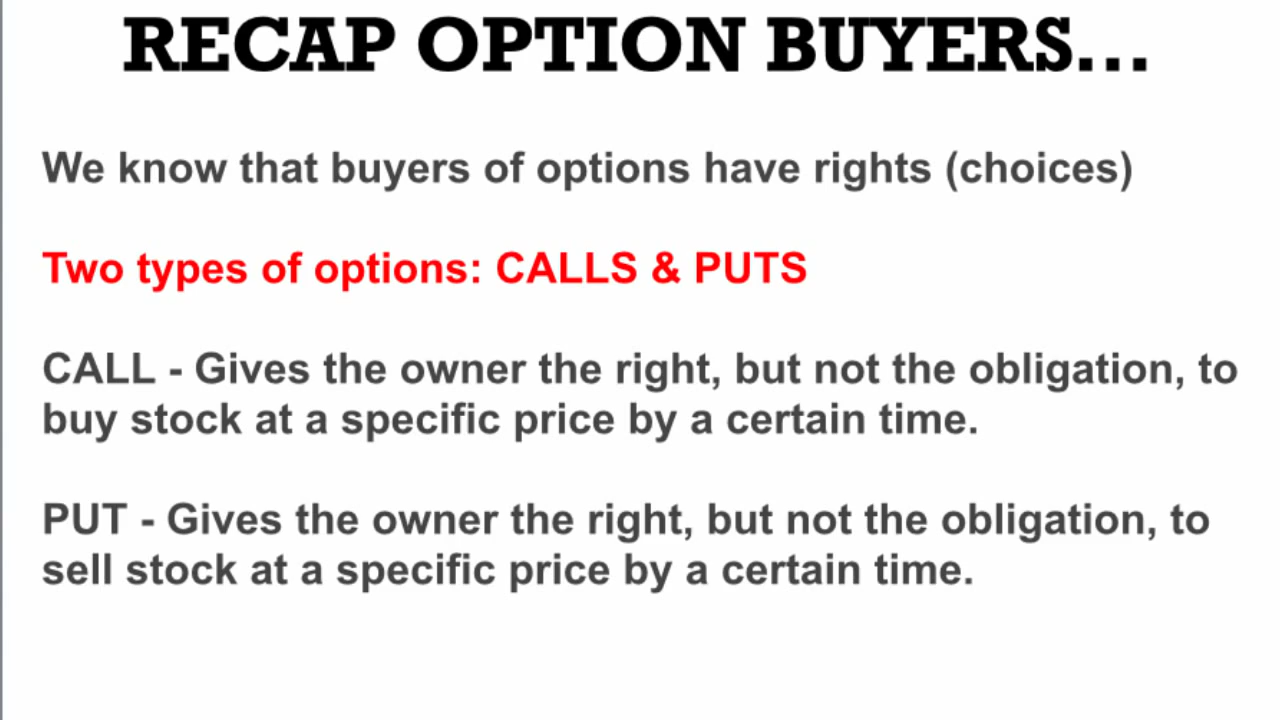 RECAP OPTION BUYERS...
We know that buyers of options have rights (choices)
Two types of options: CALLS & PUTS
CALL - Gives the owner the right, but not the obligation, to
buy stock at a specific price by a certain time.
PUT - Gives the owner the right, but not the obligation, to
sell stock at a specific price by a certain time.